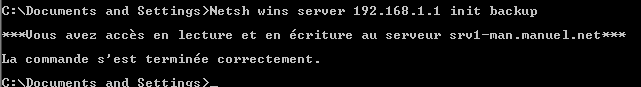 C:\Documents and Settings>Netsh wins server 192.168.1.1 init backup
***Vous avez accès en lecture et en écriture au serveur srv1-man.manuel.net***
La commande s'est terminée correctement.
C:\Documents and Settings>_